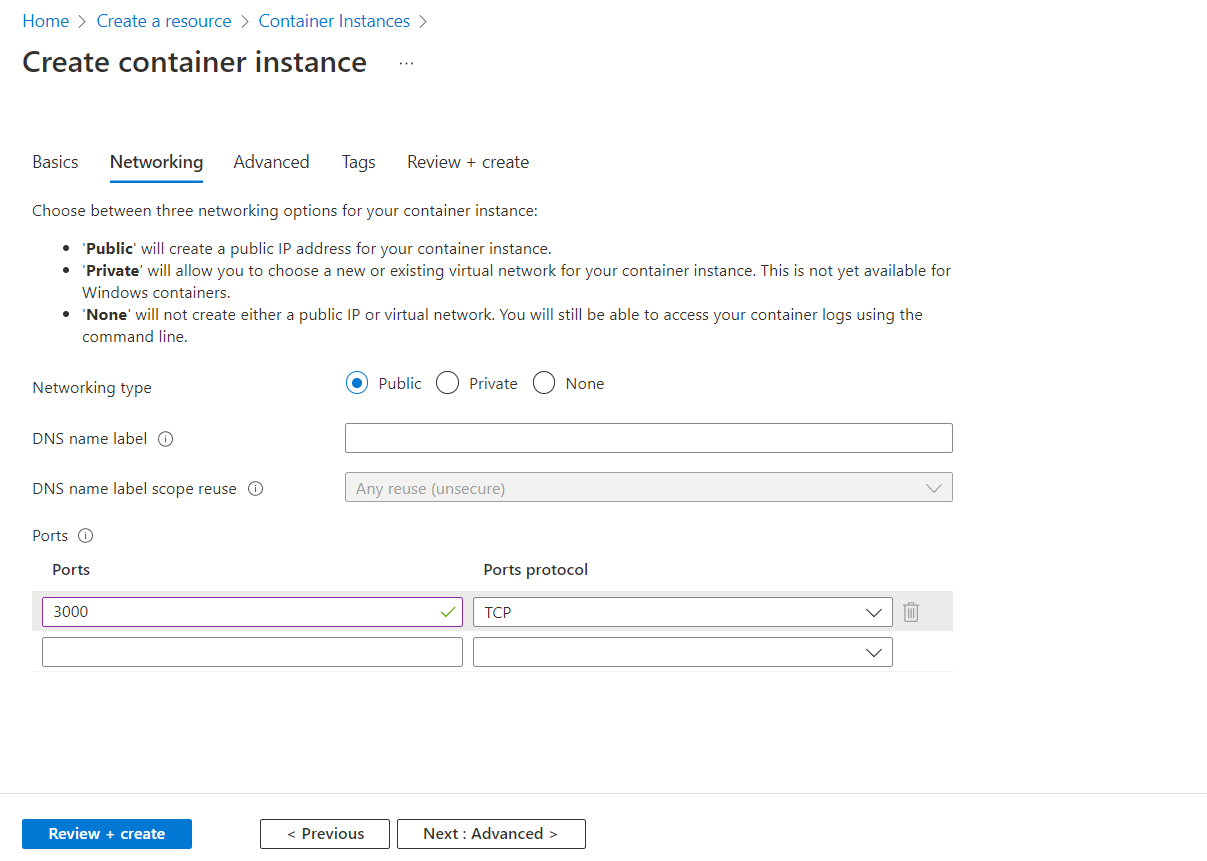 Home > Create a resource > Container Instances >
Create container instance ...
Basics Networking Advanced Tags Review + create
Choose between three networking options for your container instance:
• 'Public' will create a public IP address for your container instance.
• 'Private' will allow you to choose a new or existing virtual network for your container instance. This is not yet available for
Windows containers.
• 'None' will not create either a public IP or virtual network. You will still be able to access your container logs using the
command line.
Networking type Public Private None
DNS name label
DNS name label scope reuse Any reuse (unsecure)
Ports
Ports Ports protocol
3000 TCP
Review + create < Previous Next : Advanced >